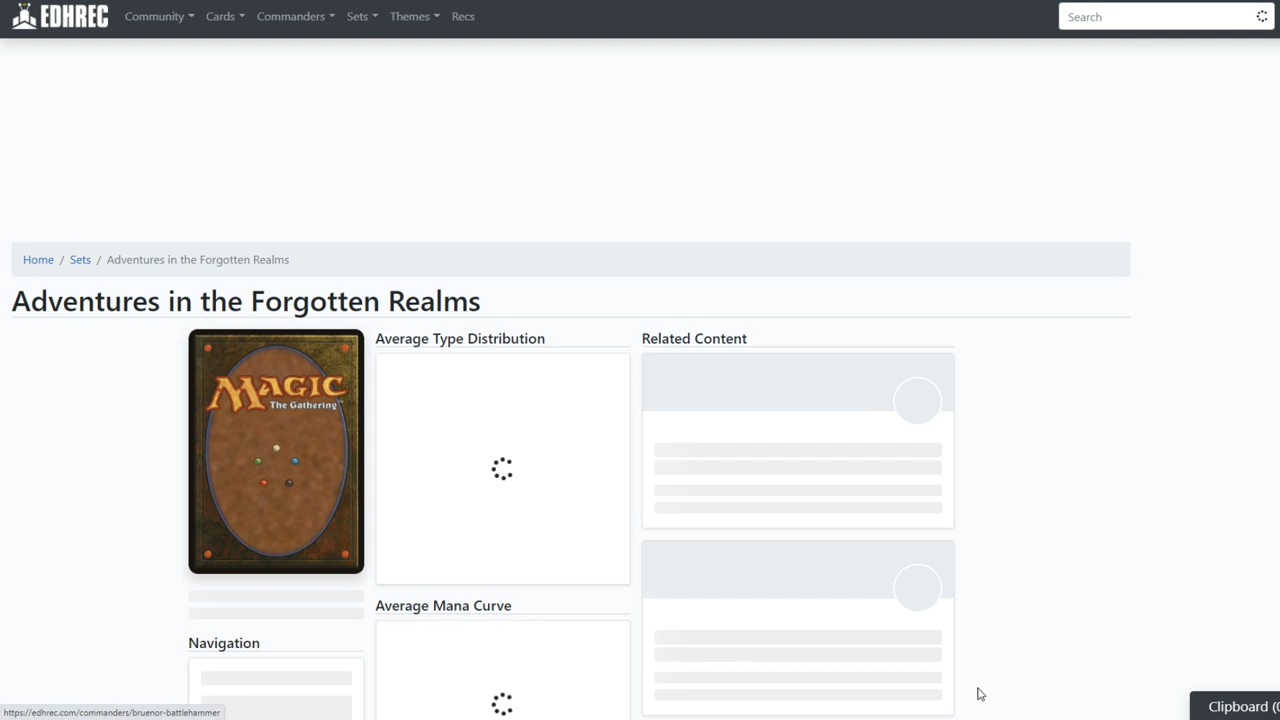 EDHREC
Community Cards Commanders Sets Themes Recs
Search
Home / Sets / Adventures in the Forgotten Realms
Adventures in the Forgotten Realms
Average Type Distribution
Related Content
MAGIC
The Gathering
Average Mana Curve
Navigation
https://edhrec.com/commanders/bruenor-battlehammer
Clipboard (